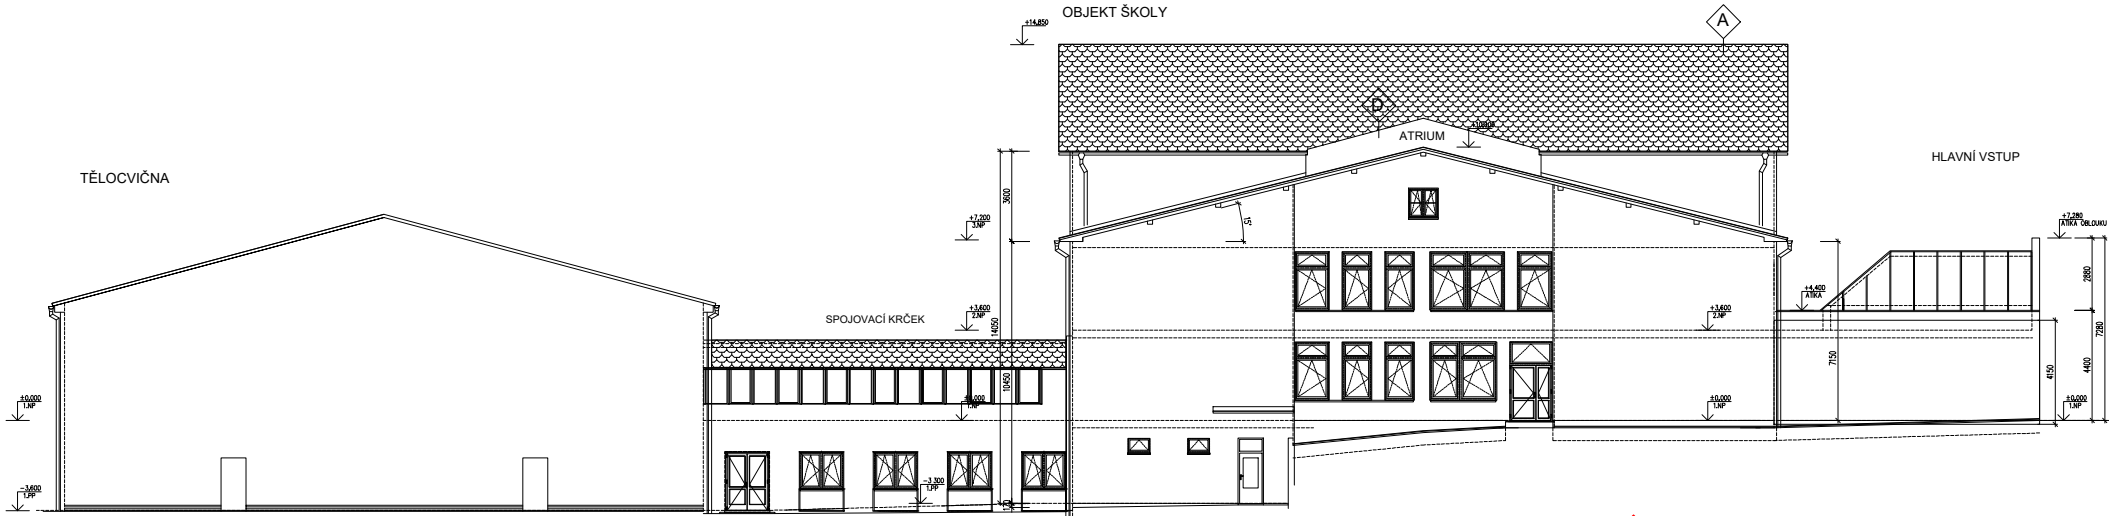 OBJEKT ŠKOLY
+14,850
A
D
ATRIUM
HLAVNÍ VSTUP
TĚLOCVIČNA
3600
+7,200
3.NP
15°
+7,280
ATIKA OBLOUKU
2880
+4,400
ATIKA
SPOJOVACÍ KRČEK
+3,600
2.NP
14050
+3,600
2.NP
7280
7150
4150
4400
10450
±0,000
1.NP
±0,000
1.NP
±0,000
1.NP
±0,000
1.NP
-3,600
1.PP
-3 300
1.PP
170